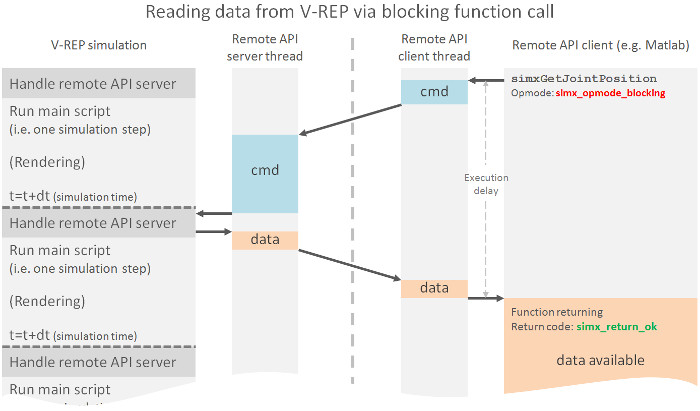 Reading data from V-REP via blocking function call
V-REP simulation
Remote API
server thread
Remote API
client thread
Remote API client (e.g. Matlab)
Handle remote API server
Run main script
(i.e. one simulation step)
(Rendering)
t=t+dt (simulation time)
Handle remote API server
Run main script
(i.e. one simulation step)
(Rendering)
t=t+dt (simulation time)
Handle remote API server
Run main script
cmd
data
cmd
data
Execution
delay
simxGetJointPosition
Opmode: simx_opmode_blocking
Function returning
Return code: simx_return_ok
data available